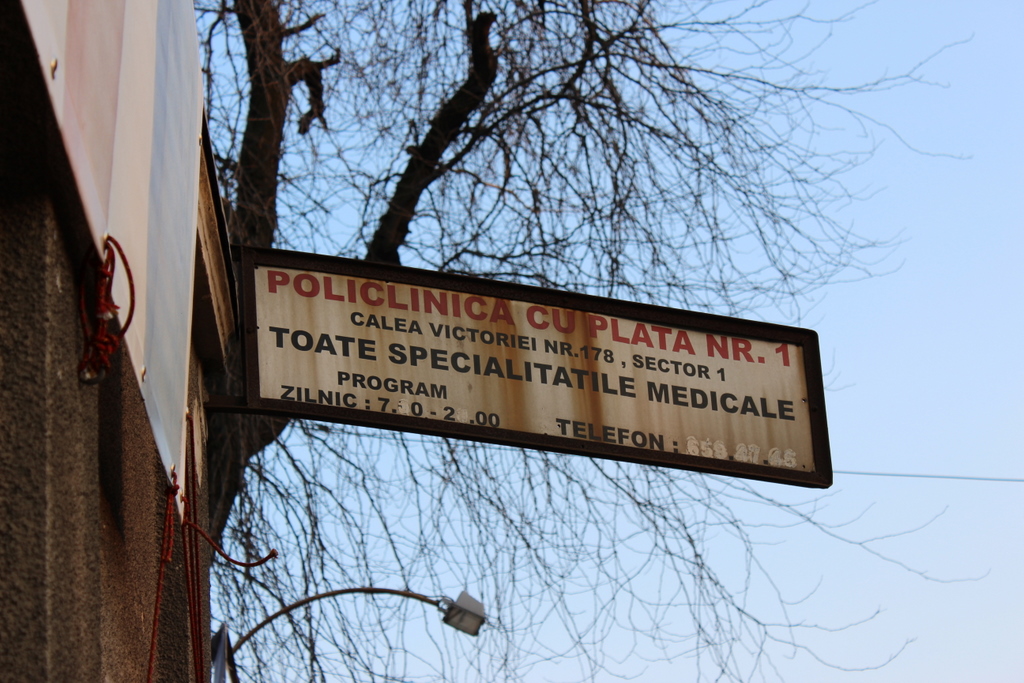 POLICLINICA CU PLATA NR. 1
CALEA VICTORIEI NR.178 , SECTOR 1
TOATE SPECIALITATILE MEDICALE
PROGRAM
ZILNIC :
TELEFON :